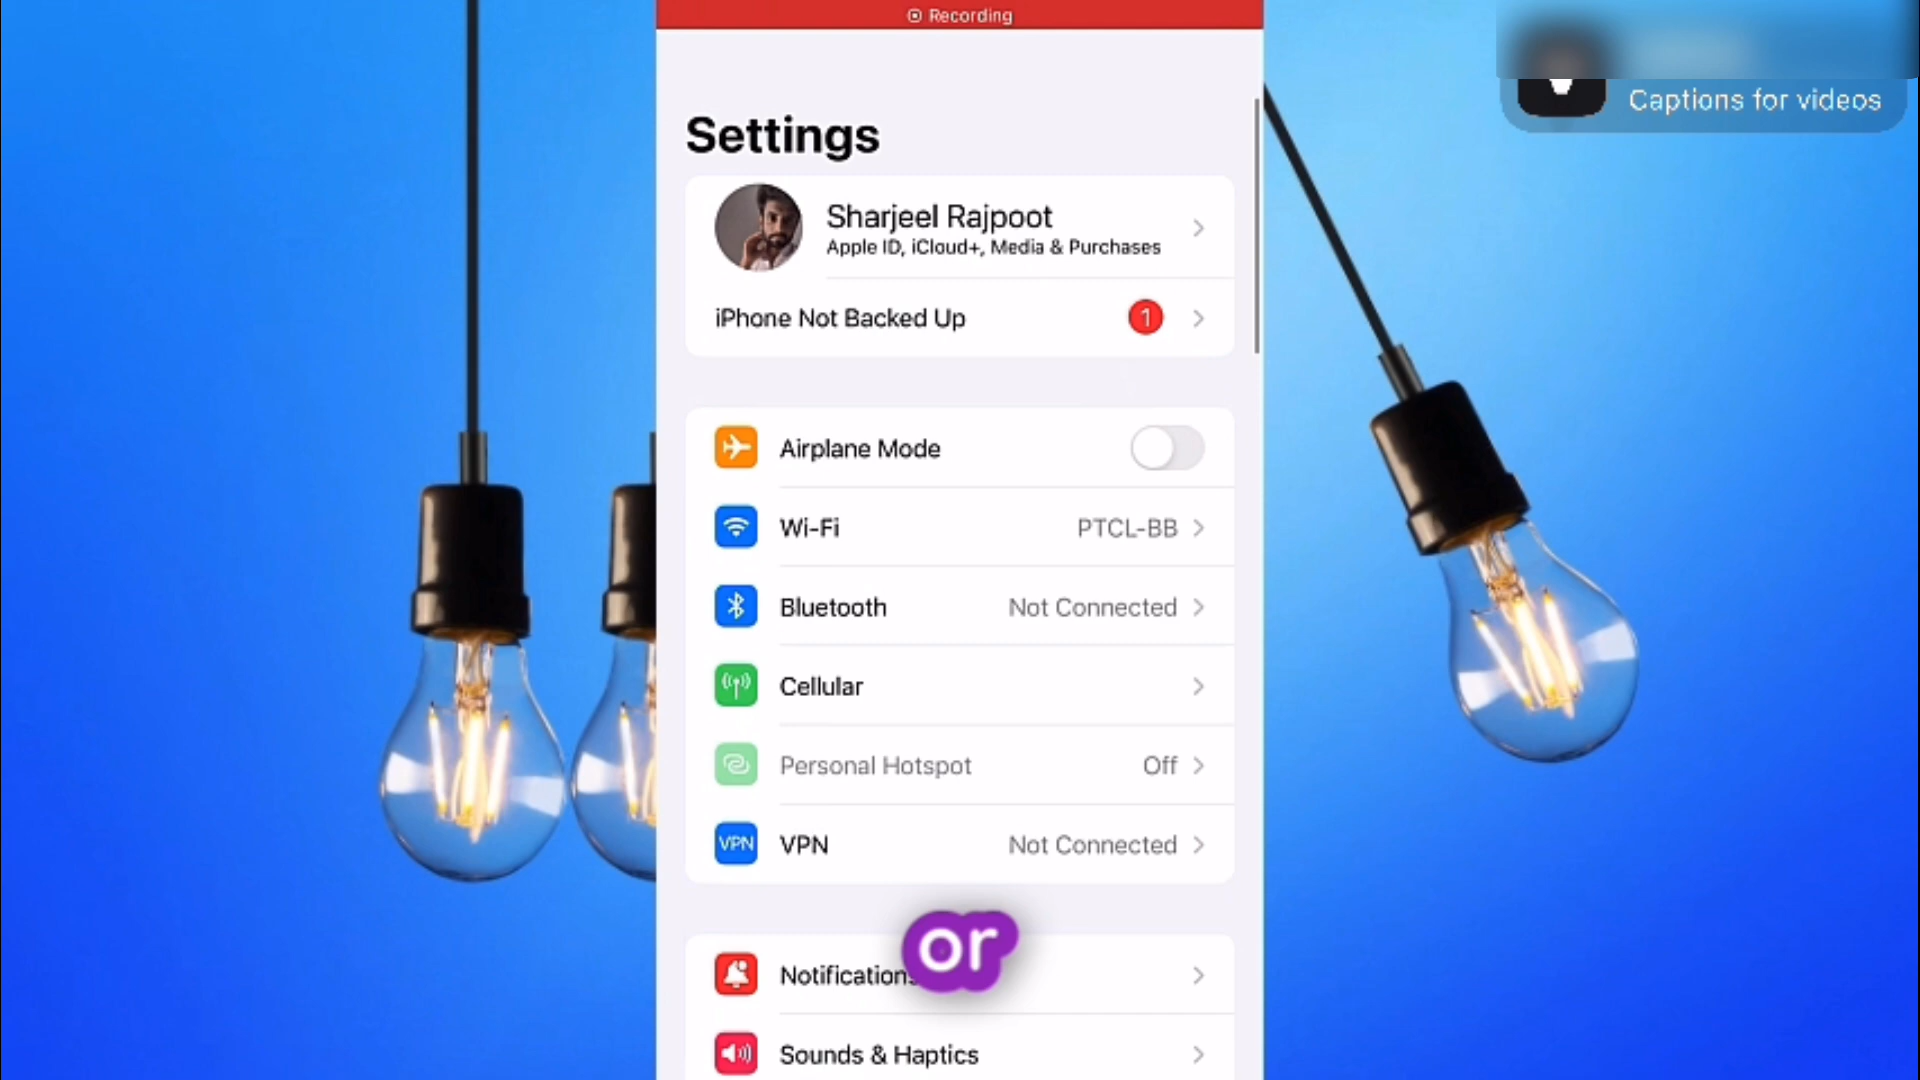 Recording
Captions for videos
Settings
Sharjeel Rajpoot
Apple ID, iCloud+, Media & Purchases
iPhone Not Backed Up 1
Airplane Mode
Wi-Fi PTCL-BB
Bluetooth Not Connected
Cellular
Personal Hotspot Off
VPN VPN Not Connected
or
Notifications
Sounds & Haptics